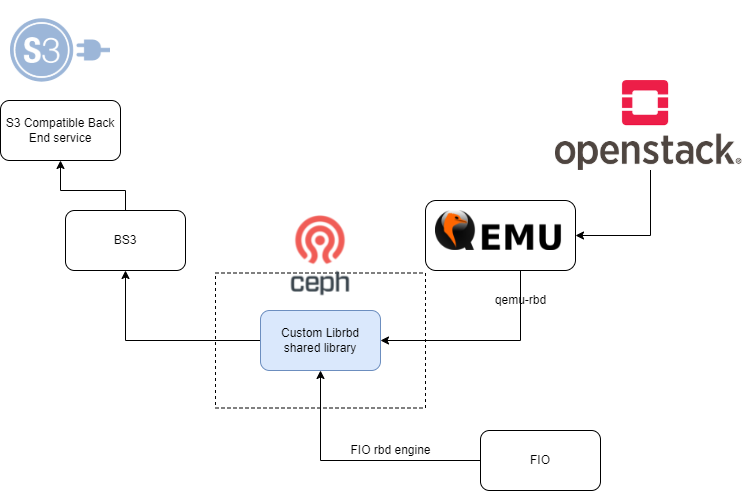 S3
S3 Compatible Back
End service
openstack®
BS3
QEMU
ceph
qemu-rbd
Custom Librbd
shared library
FIO rbd engine
FIO